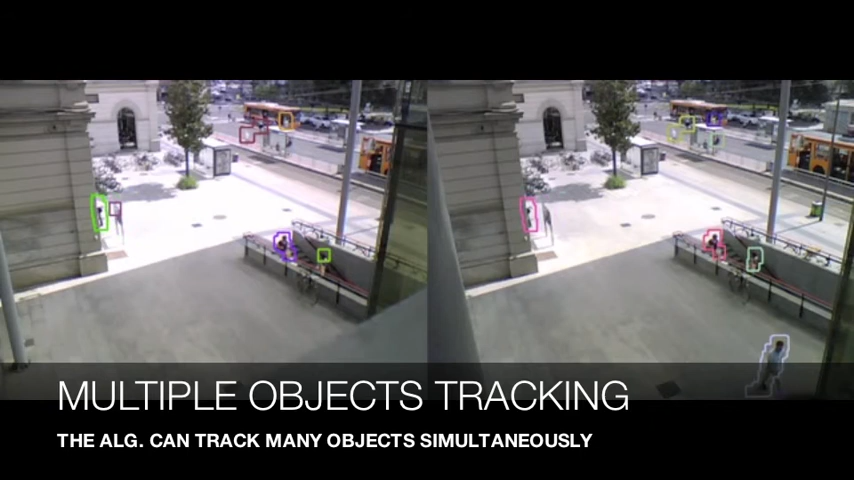 MULTIPLE OBJECTS TRACKING
THE ALG. CAN TRACK MANY OBJECTS SIMULTANEOUSLY